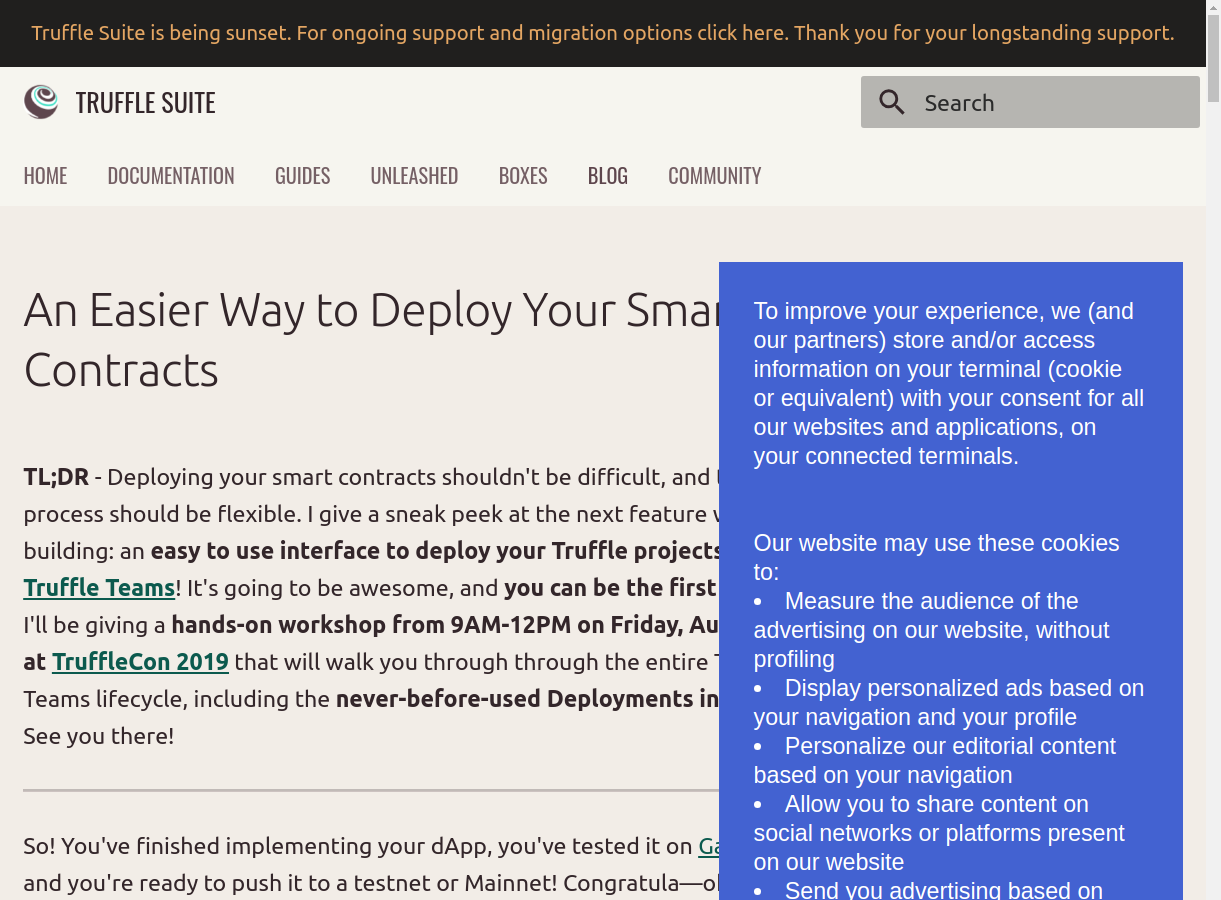 Truffle Suite is being sunset. For ongoing support and migration options click here. Thank you for your longstanding support.
TRUFFLE SUITE
Search
HOME DOCUMENTATION GUIDES UNLEASHED BOXES BLOG COMMUNITY
An Easier Way to Deploy Your Smar
Contracts
TL;DR - Deploying your smart contracts shouldn't be difficult, and
process should be flexible. I give a sneak peek at the next feature
building: an easy to use interface to deploy your Truffle projects
Truffle Teams! It's going to be awesome, and you can be the first
I'll be giving a hands-on workshop from 9AM-12PM on Friday, Au
at TruffleCon 2019 that will walk you through through the entire
Teams lifecycle, including the never-before-used Deployments in
See you there!
So! You've finished implementing your dApp, you've tested it on Ga
and you're ready to push it to a testnet or Mainnet! Congratula—o
To improve your experience, we (and
our partners) store and/or access
information on your terminal (cookie
or equivalent) with your consent for all
our websites and applications, on
your connected terminals.
Our website may use these cookies
to:
• Measure the audience of the
advertising on our website, without
profiling
• Display personalized ads based on
your navigation and your profile
• Personalize our editorial content
based on your navigation
• Allow you to share content on
social networks or platforms present
on our website
• Send you advertising based on